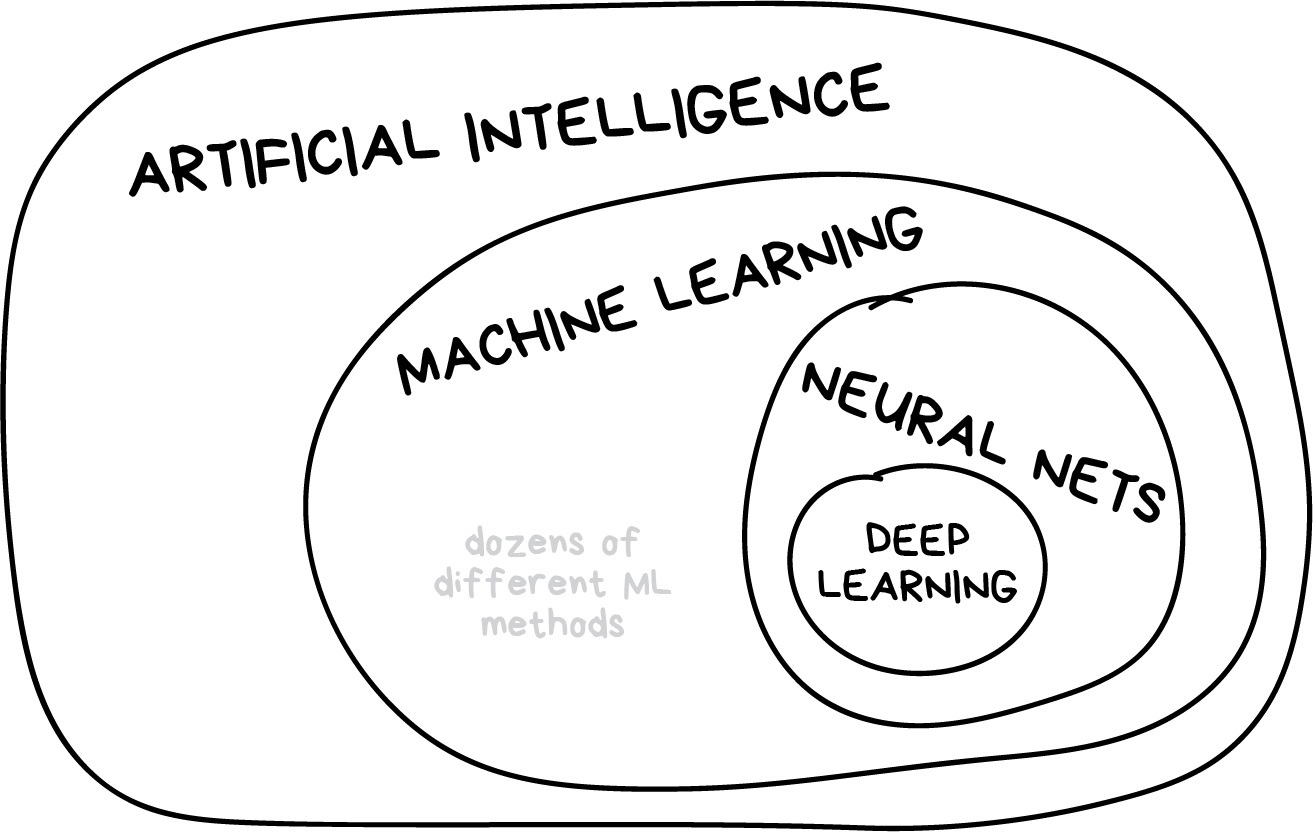 ARTIFICIAL INTELLIGENCE
MACHINE LEARNING
NEURAL NETS
DEEP
LEARNING
dozens of
different ML
methods